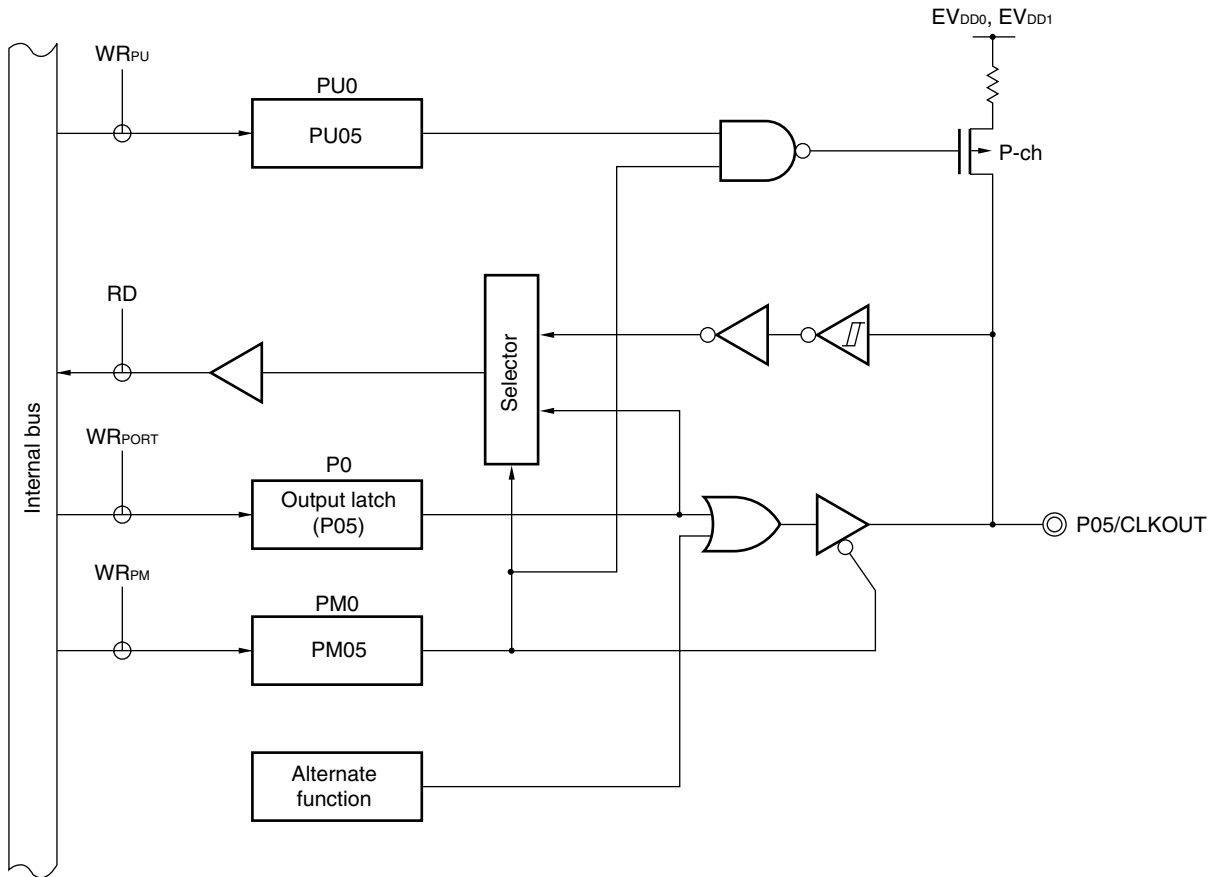 EVDD0, EVDD1
WRPU
PU0
PU05
P-ch
RD
Selector
Internal bus
WRPORT
P0
Output latch
(P05)
P05/CLKOUT
WRPM
PM0
PM05
Alternate
function